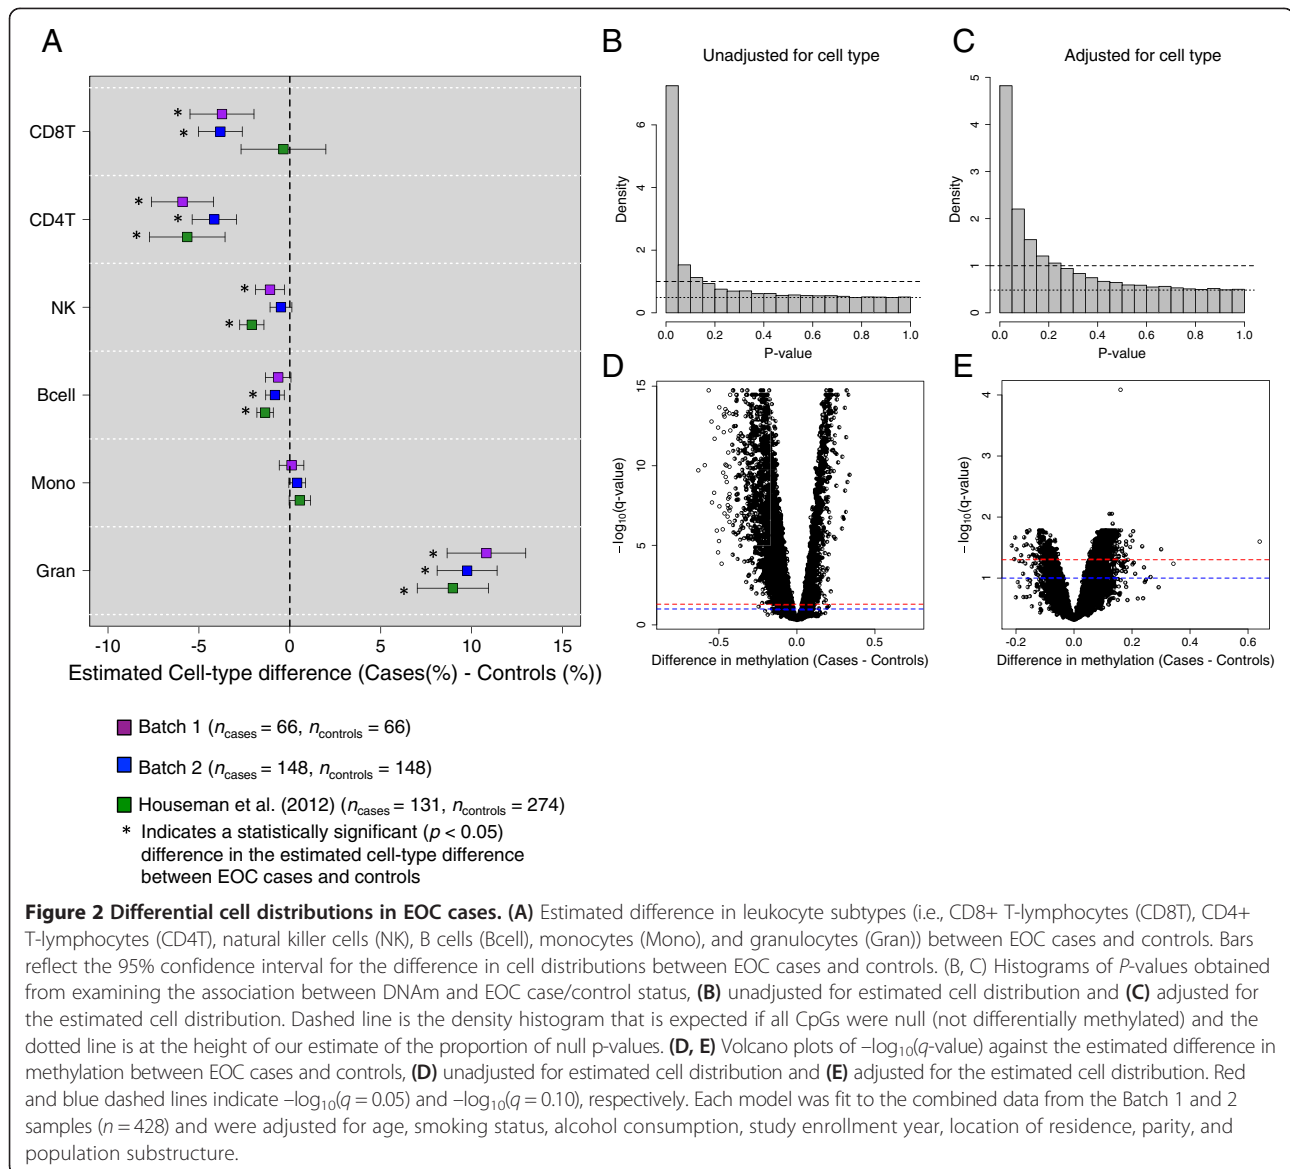 A
CD8T
CD4T
NK
Bcell
Mono
Gran
* *
* * *
* *
* *
* * *
-10 -5 0 5 10 15
Estimated Cell-type difference (Cases(%) - Controls (%))
Batch 1 (ncases = 66, ncontrols = 66)
Batch 2 (ncases = 148, ncontrols = 148)
Houseman et al. (2012) (ncases = 131, ncontrols = 274)
* Indicates a statistically significant (p < 0.05)
difference in the estimated cell-type difference
between EOC cases and controls
B
Unadjusted for cell type
Density
0 2 4 6
0.0 0.2 0.4 0.6 0.8 1.0
P-value
C
Adjusted for cell type
Density
0 1 2 3 4 5
0.0 0.2 0.4 0.6 0.8 1.0
P-value
D
−log10(q-value)
0 5 10 15
-0.5 0.0 0.5
Difference in methylation (Cases - Controls)
E
−log10(q-value)
1 2 3 4
-0.2 0.0 0.2 0.4 0.6
Difference in methylation (Cases - Controls)
Figure 2 Differential cell distributions in EOC cases. (A) Estimated difference in leukocyte subtypes (i.e., CD8+ T-lymphocytes (CD8T), CD4+
T-lymphocytes (CD4T), natural killer cells (NK), B cells (Bcell), monocytes (Mono), and granulocytes (Gran)) between EOC cases and controls. Bars
reflect the 95% confidence interval for the difference in cell distributions between EOC cases and controls. (B, C) Histograms of P-values obtained
from examining the association between DNAm and EOC case/control status, (B) unadjusted for estimated cell distribution and (C) adjusted for
the estimated cell distribution. Dashed line is the density histogram that is expected if all CpGs were null (not differentially methylated) and the
dotted line is at the height of our estimate of the proportion of null p-values. (D, E) Volcano plots of –log10(q-value) against the estimated difference in
methylation between EOC cases and controls, (D) unadjusted for estimated cell distribution and (E) adjusted for the estimated cell distribution. Red
and blue dashed lines indicate –log10(q = 0.05) and –log10(q = 0.10), respectively. Each model was fit to the combined data from the Batch 1 and 2
samples (n = 428) and were adjusted for age, smoking status, alcohol consumption, study enrollment year, location of residence, parity, and
population substructure.